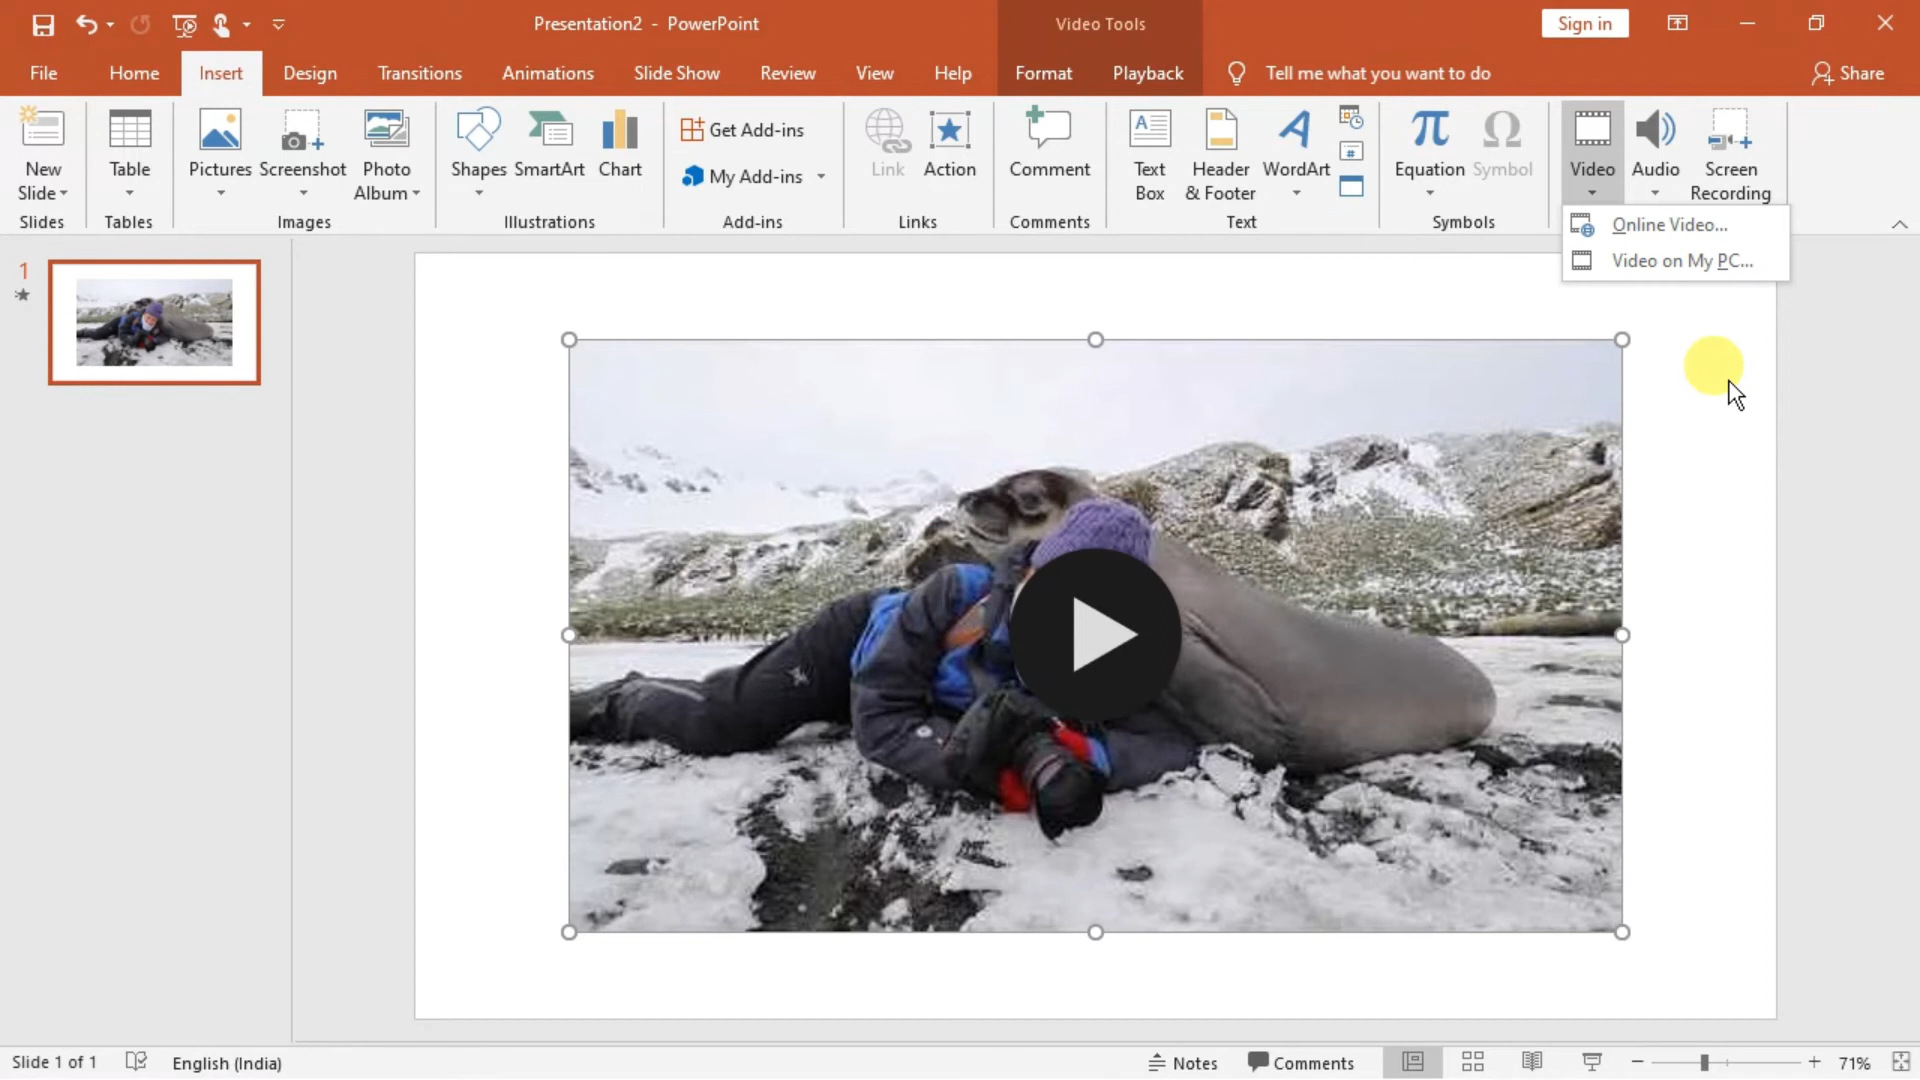 Presentation2 - PowerPoint
Video Tools
Sign in
File Home Insert Design Transitions Animations Slide Show Review View Help Format Playback Tell me what you want to do Share
New Slide
Table
Pictures
Screenshot
Photo Album
Shapes
SmartArt
Chart
Get Add-ins
My Add-ins
Link
Action
Comment
Text Box
Header & Footer
WordArt
Equation
Symbol
Video
Audio
Screen Recording
Slides Tables Images Illustrations Add-ins Links Comments Text Symbols
Online Video...
Video on My PC...
1
Slide 1 of 1 English (India) Notes Comments 71%